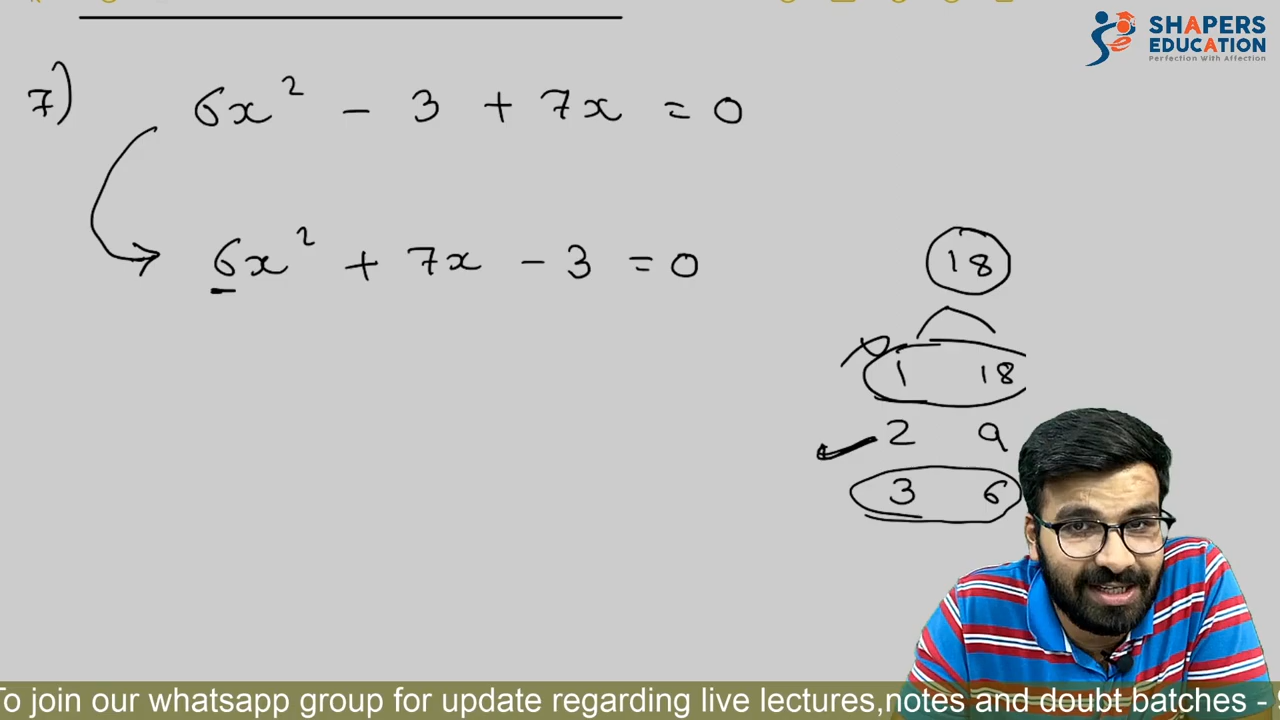 SHAPERS
EDUCATION
Perfection With Affection
7) 6x² - 3 + 7x = 0
6x² + 7x - 3 = 0
18
1 18
2 9
3 6
To join our whatsapp group for update regarding live lectures,notes and doubt batches -